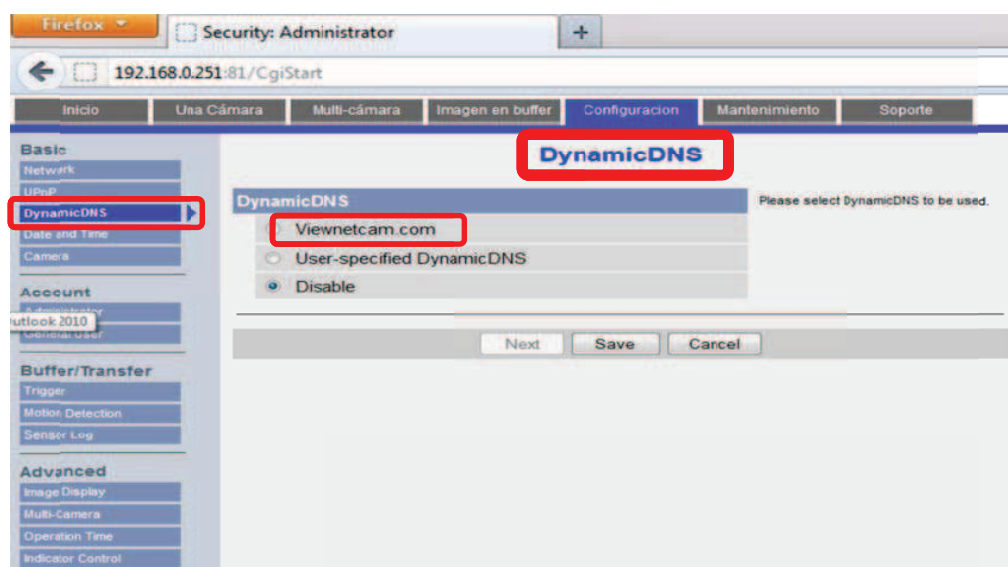 Firefox
Security: Administrator
+
192.168.0.251:81/CgiStart
Inicio
Una Cámara
Multi-cámara
Imagen en buffer
Configuracion
Mantenimiento
Soporte
Basic
Network
UPnP
DynamicDNS
Date and Time
Camera
Account
Administrator
utlook 2010
General User
Buffer/Transfer
Trigger
Motion Detection
Sensor Log
Advanced
Image Display
Multi-Camera
Operation Time
Indicator Control
DynamicDNS
DynamicDNS
Viewnetcam.com
User-specified DynamicDNS
Disable
Please select DynamicDNS to be used.
Next
Save
Cancel